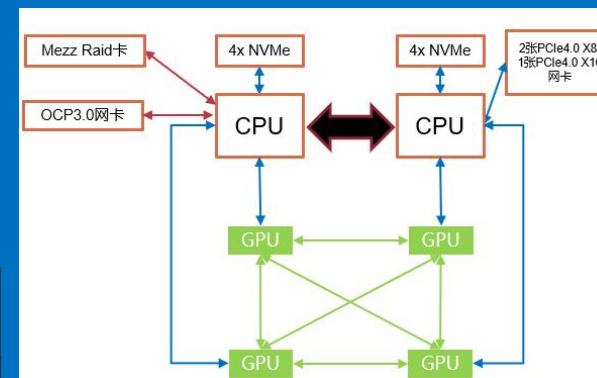 Mezz Raid卡
4x NVMe
4x NVMe
2张PCIe4.0 X8
1张PCIe4.0 X16
网卡
OCP3.0网卡
CPU
CPU
GPU
GPU
GPU
GPU